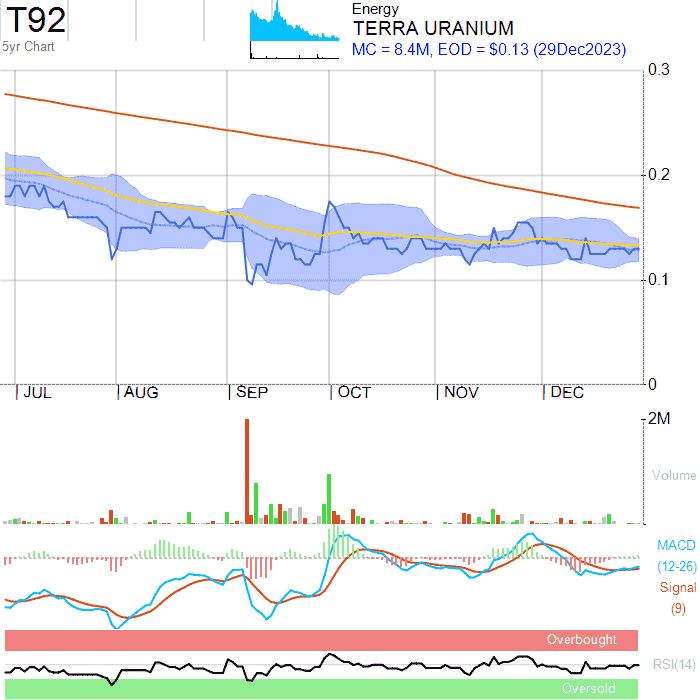 T92
5yr Chart
Energy
TERRA URANIUM
MC = 8.4M, EOD = $0.13 (29Dec2023)
0.3
0.2
0.1
0
JUL AUG SEP OCT NOV DEC
2M
Volume
MACD
(12-26)
Signal
(9)
Overbought
RSI(14)
Oversold